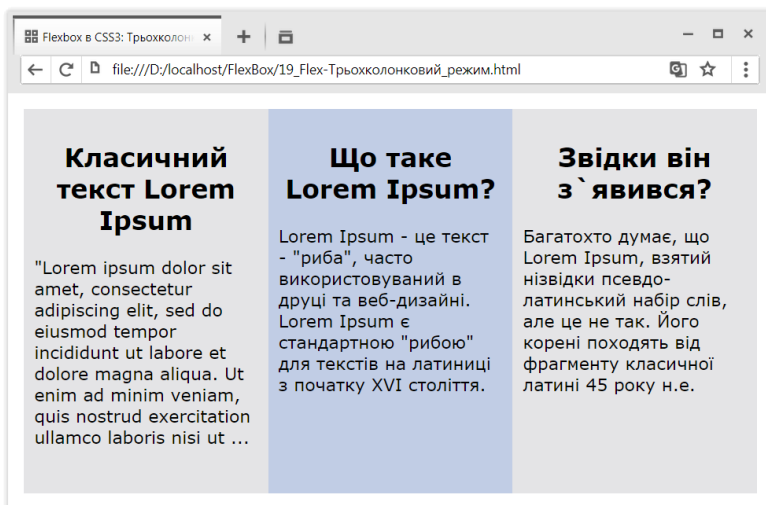 Flexbox в CSS3: Трьохколон
file:///D:/localhost/FlexBox/19_Flex-Трьохколонковий_режим.html
Класичний
текст Lorem
Ipsum
"Lorem ipsum dolor sit
amet, consectetur
adipiscing elit, sed do
eiusmod tempor
incididunt ut labore et
dolore magna aliqua. Ut
enim ad minim veniam,
quis nostrud exercitation
ullamco laboris nisi ut ...
Що таке
Lorem Ipsum?
Lorem Ipsum - це текст
- "риба", часто
використовуваний в
друці та веб-дизайні.
Lorem Ipsum є
стандартною "рибою"
для текстів на латиниці
з початку XVI століття.
Звідки він
з`явився?
Багатохто думає, що
Lorem Ipsum, взятий
нізвідки псевдо-
латинський набір слів,
але це не так. Його
корені походять від
фрагменту класичної
латині 45 року н.е.